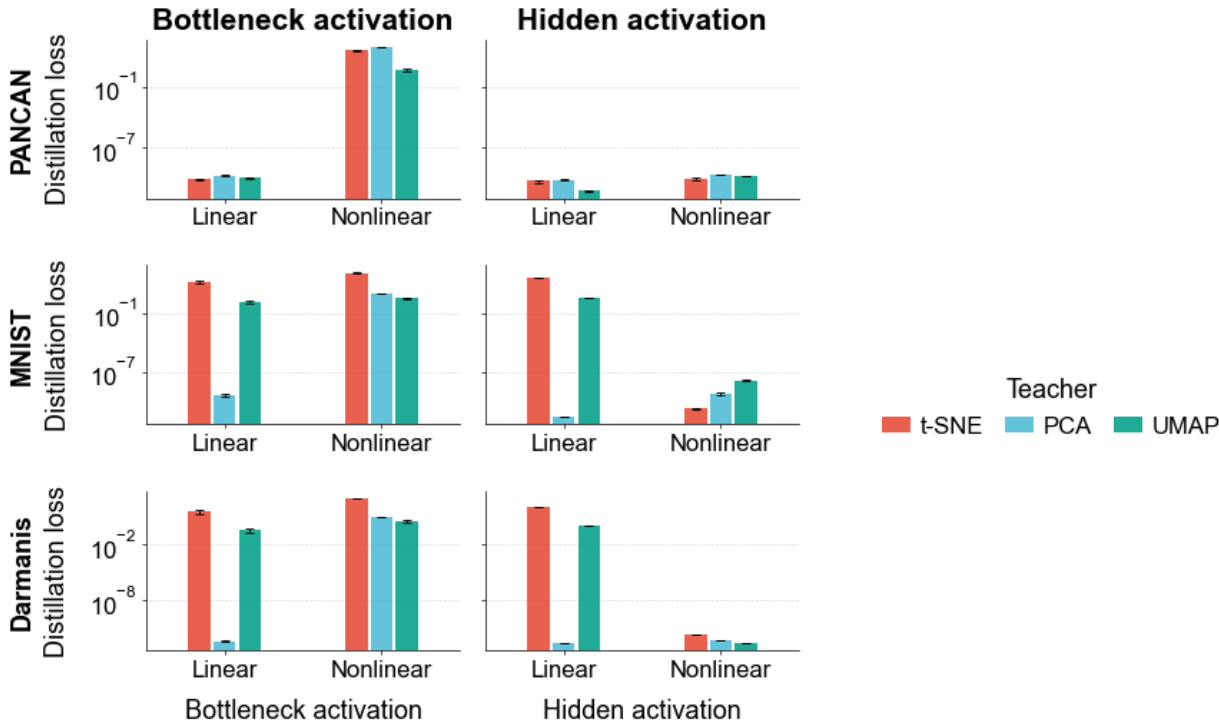 Bottleneck activation
Hidden activation
PANCAN
Distillation loss
10⁻¹
10⁻⁷
Linear
Nonlinear
Linear
Nonlinear
MNIST
Distillation loss
10⁻¹
10⁻⁷
Linear
Nonlinear
Linear
Nonlinear
Teacher
t-SNE
PCA
UMAP
Darmanis
Distillation loss
10⁻²
10⁻⁸
Linear
Nonlinear
Linear
Nonlinear
Bottleneck activation
Hidden activation